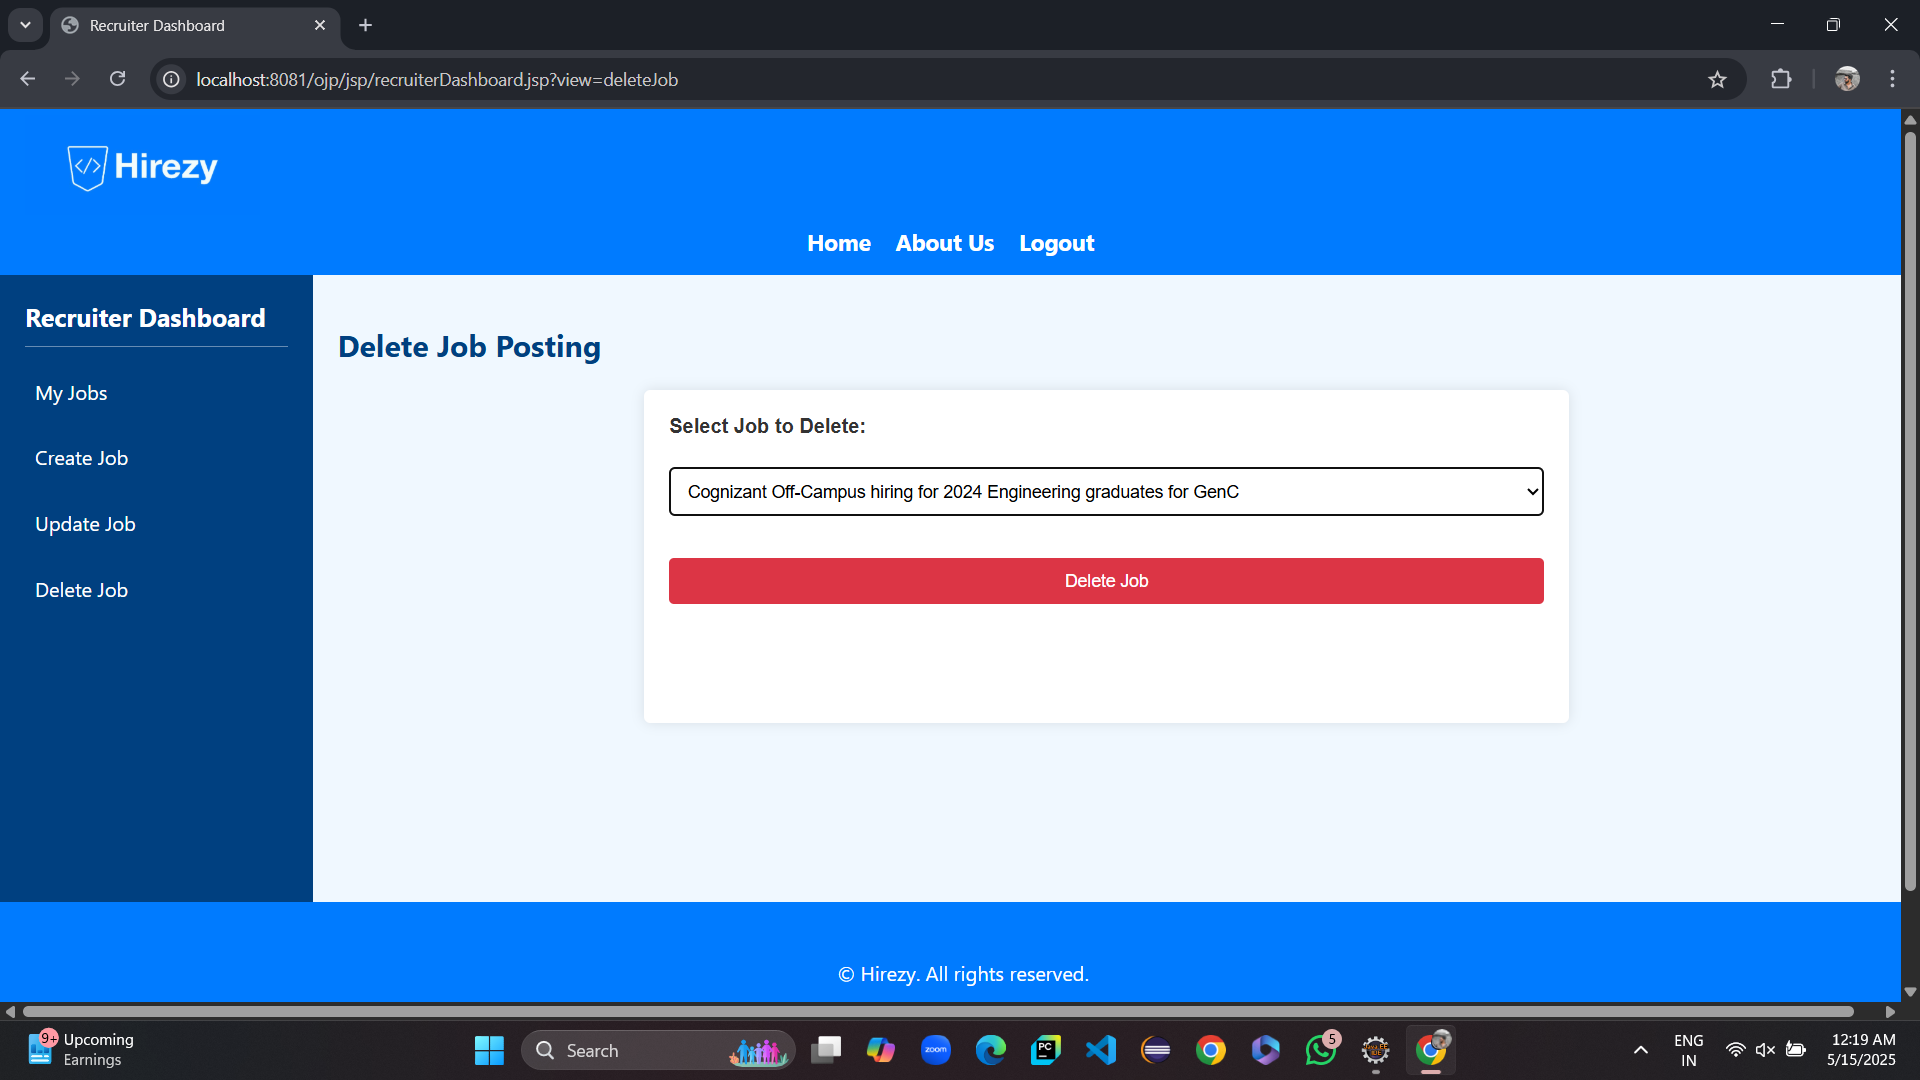 Recruiter Dashboard
localhost:8081/ojp/jsp/recruiterDashboard.jsp?view=deleteJob
</> Hirezy
Home About Us Logout
Recruiter Dashboard
My Jobs
Create Job
Update Job
Delete Job
Delete Job Posting
Select Job to Delete:
Cognizant Off-Campus hiring for 2024 Engineering graduates for GenC
Delete Job
© Hirezy. All rights reserved.
9+
Upcoming
Earnings
Search
zoom
PC
5
ENG
IN
12:19 AM
5/15/2025